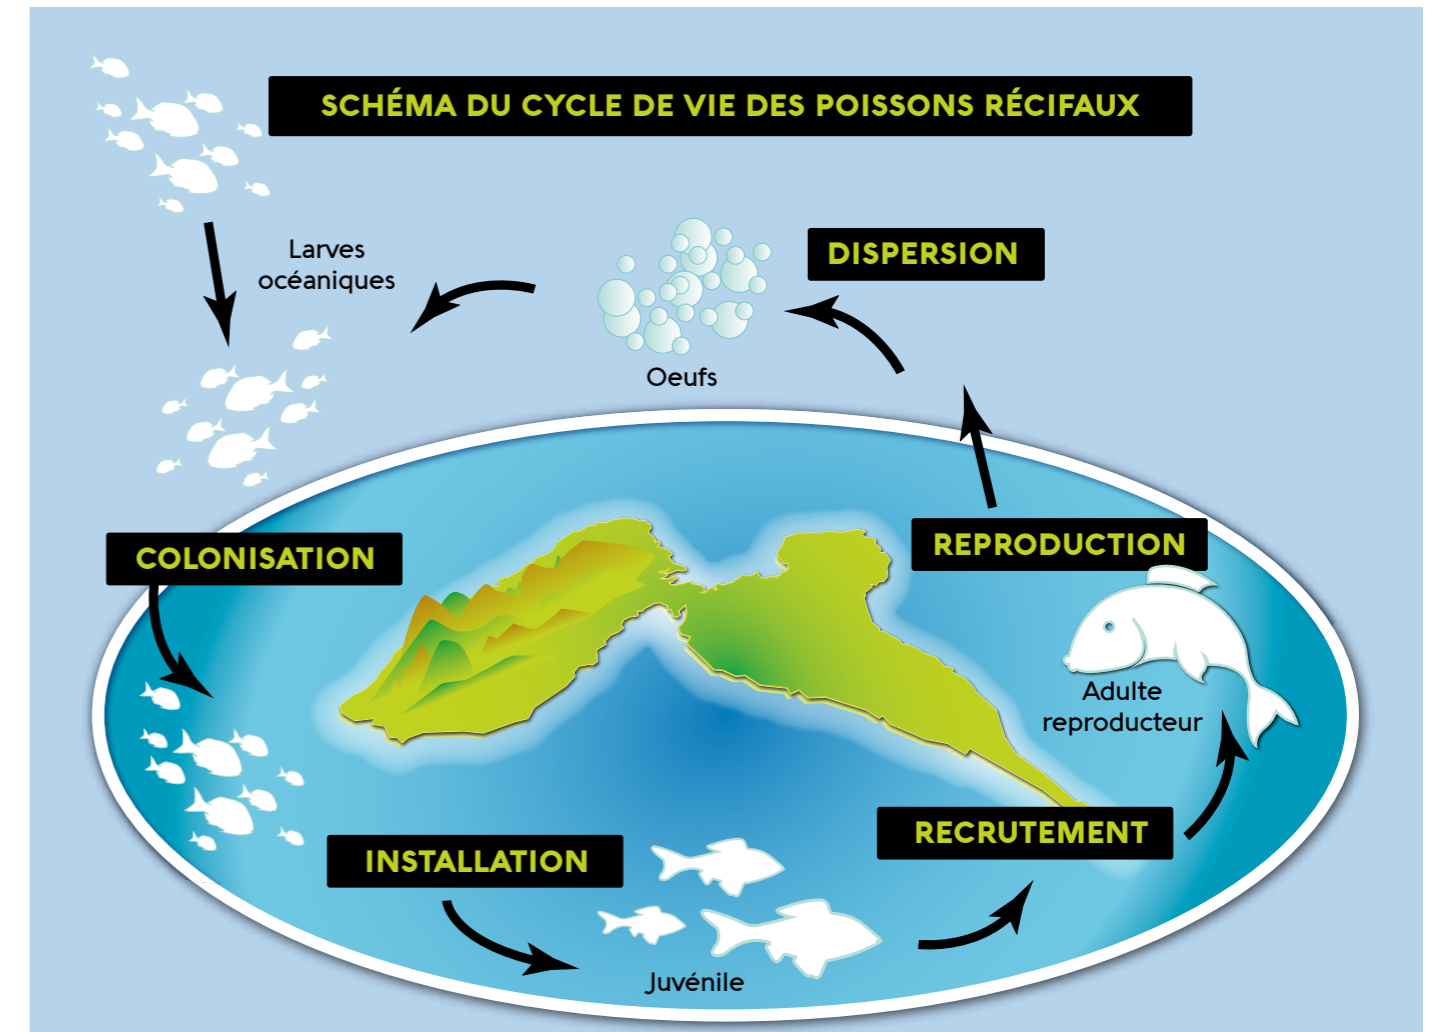 SCHÉMA DU CYCLE DE VIE DES POISSONS RÉCIFAUX
DISPERSION
Larves
océaniques
Oeufs
REPRODUCTION
COLONISATION
Adulte
reproducteur
RECRUTEMENT
INSTALLATION
Juvénile